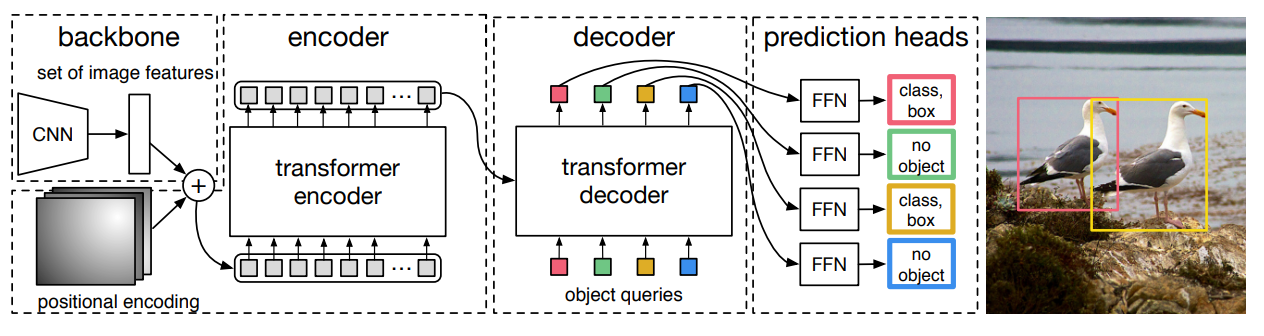 backbone
set of image features
CNN
+
positional encoding
encoder
...
transformer
encoder
...
decoder
transformer
decoder
object queries
prediction heads
FFN
class,
box
FFN
no
object
FFN
class,
box
FFN
no
object